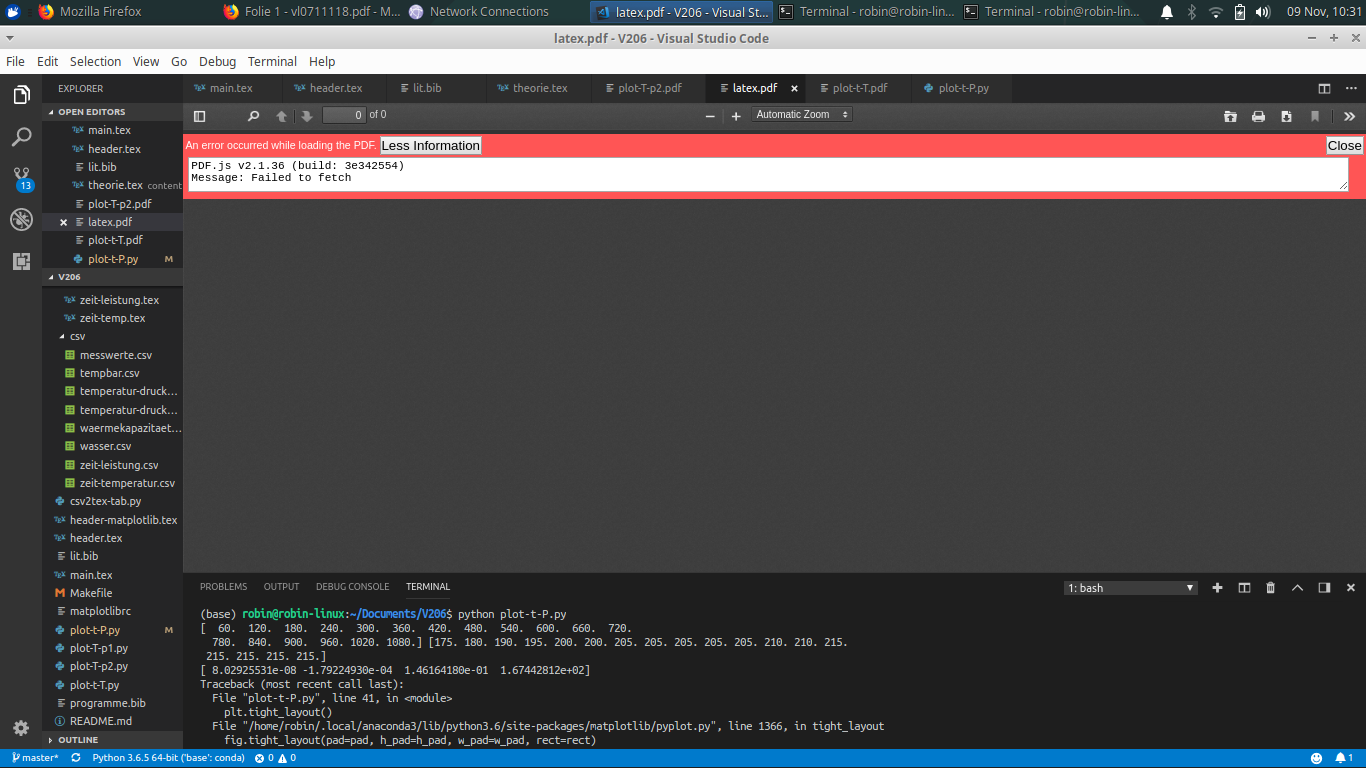 Mozilla Firefox
Folie 1 - vl0711118.pdf - M...
Network Connections
latex.pdf - V206 - Visual St...
Terminal - robin@robin-lin...
Terminal - robin@robin-lin...
09 Nov, 10:31
latex.pdf - V206 - Visual Studio Code
File Edit Selection View Go Debug Terminal Help
EXPLORER
TEX main.tex
TEX header.tex
lit.bib
TEX theorie.tex
plot-T-p2.pdf
latex.pdf
plot-t-T.pdf
plot-t-P.py
OPEN EDITORS
TEX main.tex
TEX header.tex
lit.bib
TEX theorie.tex content
plot-T-p2.pdf
latex.pdf
plot-t-T.pdf
plot-t-P.py M
13
V206
TEX zeit-leistung.tex
TEX zeit-temp.tex
csv
messwerte.csv
tempbar.csv
temperatur-druck...
temperatur-druck...
waermekapazitaet...
wasser.csv
zeit-leistung.csv
zeit-temperatur.csv
csv2tex-tab.py
TEX header-matplotlib.tex
TEX header.tex
lit.bib
TEX main.tex
M Makefile
matplotlibrc
plot-t-P.py M
plot-T-p1.py
plot-T-p2.py
plot-t-T.py
programme.bib
README.md
OUTLINE
0 of 0
Automatic Zoom
An error occurred while loading the PDF. Less Information Close
PDF.js v2.1.36 (build: 3e342554)
Message: Failed to fetch
PROBLEMS OUTPUT DEBUG CONSOLE TERMINAL
1: bash
(base) robin@robin-linux:~/Documents/V206$ python plot-t-P.py
[ 60. 120. 180. 240. 300. 360. 420. 480. 540. 600. 660. 720.
780. 840. 900. 960. 1020. 1080.] [175. 180. 190. 195. 200. 200. 205. 205. 205. 205. 205. 210. 210. 215.
215. 215. 215. 215.]
[ 8.02925531e-08 -1.79224930e-04 1.46164180e-01 1.67442812e+02]
Traceback (most recent call last):
File "plot-t-P.py", line 41, in <module>
plt.tight_layout()
File "/home/robin/.local/anaconda3/lib/python3.6/site-packages/matplotlib/pyplot.py", line 1366, in tight_layout
fig.tight_layout(pad=pad, h_pad=h_pad, w_pad=w_pad, rect=rect)
master*
Python 3.6.5 64-bit ('base': conda)
0 0
1